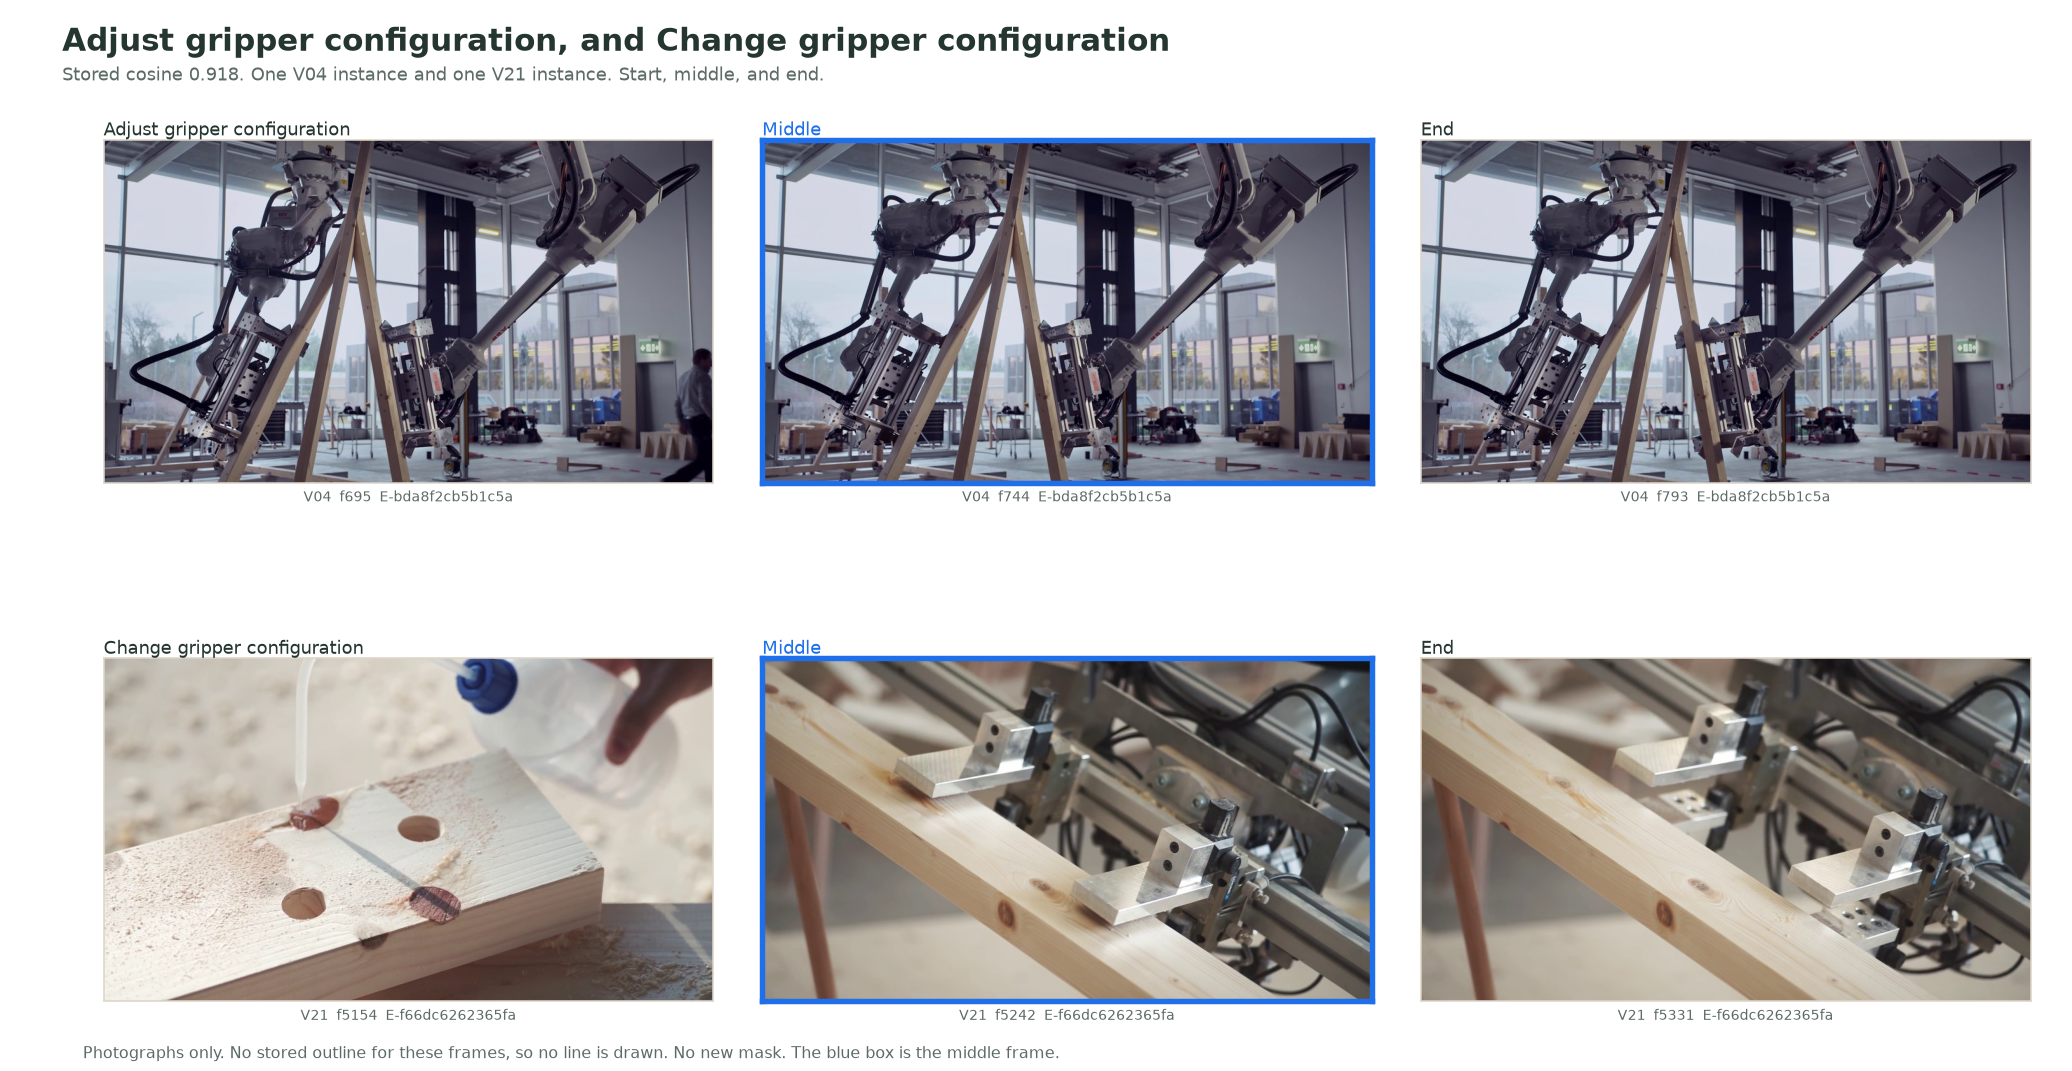 Adjust gripper configuration, and Change gripper configuration
Stored cosine 0.918. One V04 instance and one V21 instance. Start, middle, and end.
Adjust gripper configuration
Middle
End
V04 f695 E-bda8f2cb5b1c5a
V04 f744 E-bda8f2cb5b1c5a
V04 f793 E-bda8f2cb5b1c5a
Change gripper configuration
Middle
End
V21 f5154 E-f66dc6262365fa
V21 f5242 E-f66dc6262365fa
V21 f5331 E-f66dc6262365fa
Photographs only. No stored outline for these frames, so no line is drawn. No new mask. The blue box is the middle frame.